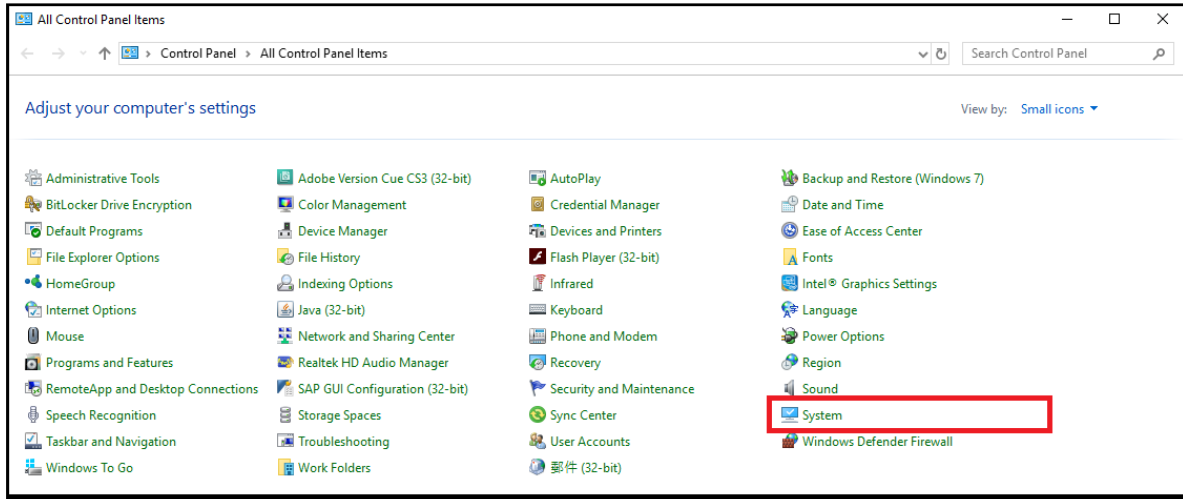 All Control Panel Items
Control Panel > All Control Panel Items
Search Control Panel
Adjust your computer's settings
View by: Small icons
Administrative Tools
Adobe Version Cue CS3 (32-bit)
AutoPlay
Backup and Restore (Windows 7)
BitLocker Drive Encryption
Color Management
Credential Manager
Date and Time
Default Programs
Device Manager
Devices and Printers
Ease of Access Center
File Explorer Options
File History
Flash Player (32-bit)
Fonts
HomeGroup
Indexing Options
Infrared
Intel® Graphics Settings
Internet Options
Java (32-bit)
Keyboard
Language
Mouse
Network and Sharing Center
Phone and Modem
Power Options
Programs and Features
Realtek HD Audio Manager
Recovery
Region
RemoteApp and Desktop Connections
SAP GUI Configuration (32-bit)
Security and Maintenance
Sound
Speech Recognition
Storage Spaces
Sync Center
System
Taskbar and Navigation
Troubleshooting
User Accounts
Windows Defender Firewall
Windows To Go
Work Folders
郵件 (32-bit)